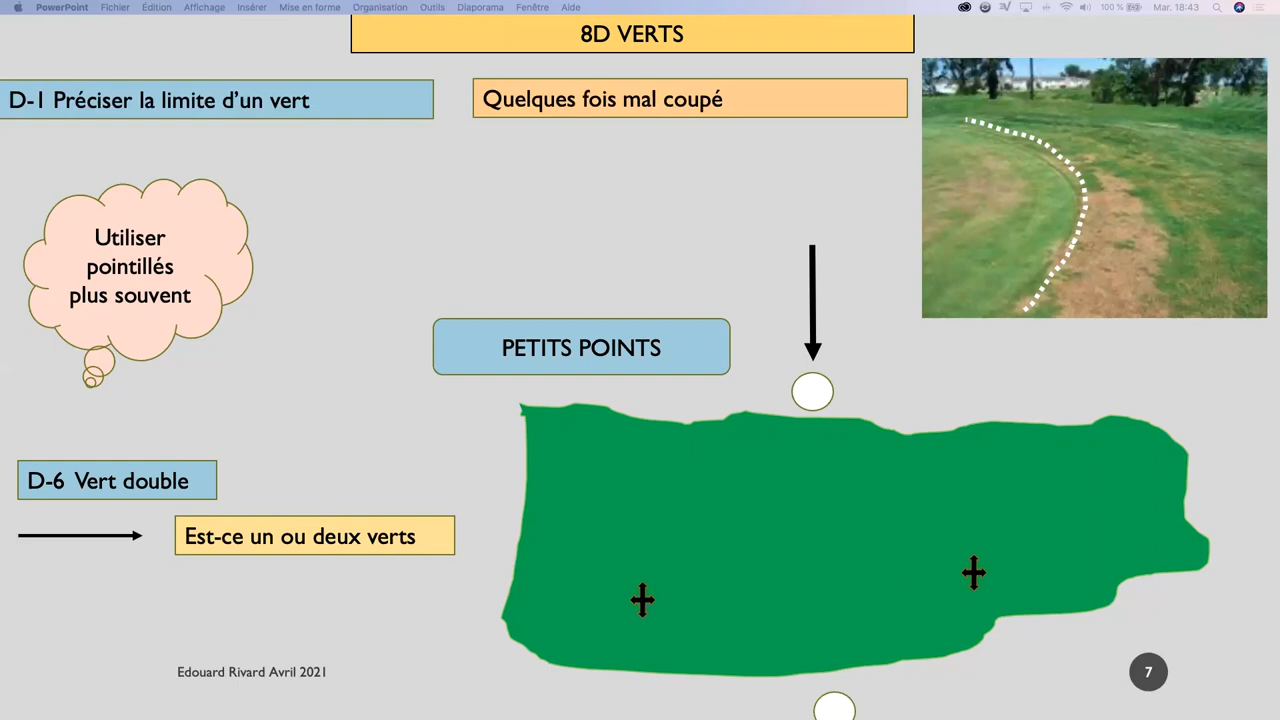 PowerPoint Fichier Édition Affichage Insérer Mise en forme Organisation Outils Diaporama Fenêtre Aide 100 % Mar. 18:43
8D VERTS
D-1 Préciser la limite d’un vert
Quelques fois mal coupé
Utiliser
pointillés
plus souvent
PETITS POINTS
D-6 Vert double
Est-ce un ou deux verts
Edouard Rivard Avril 2021
7